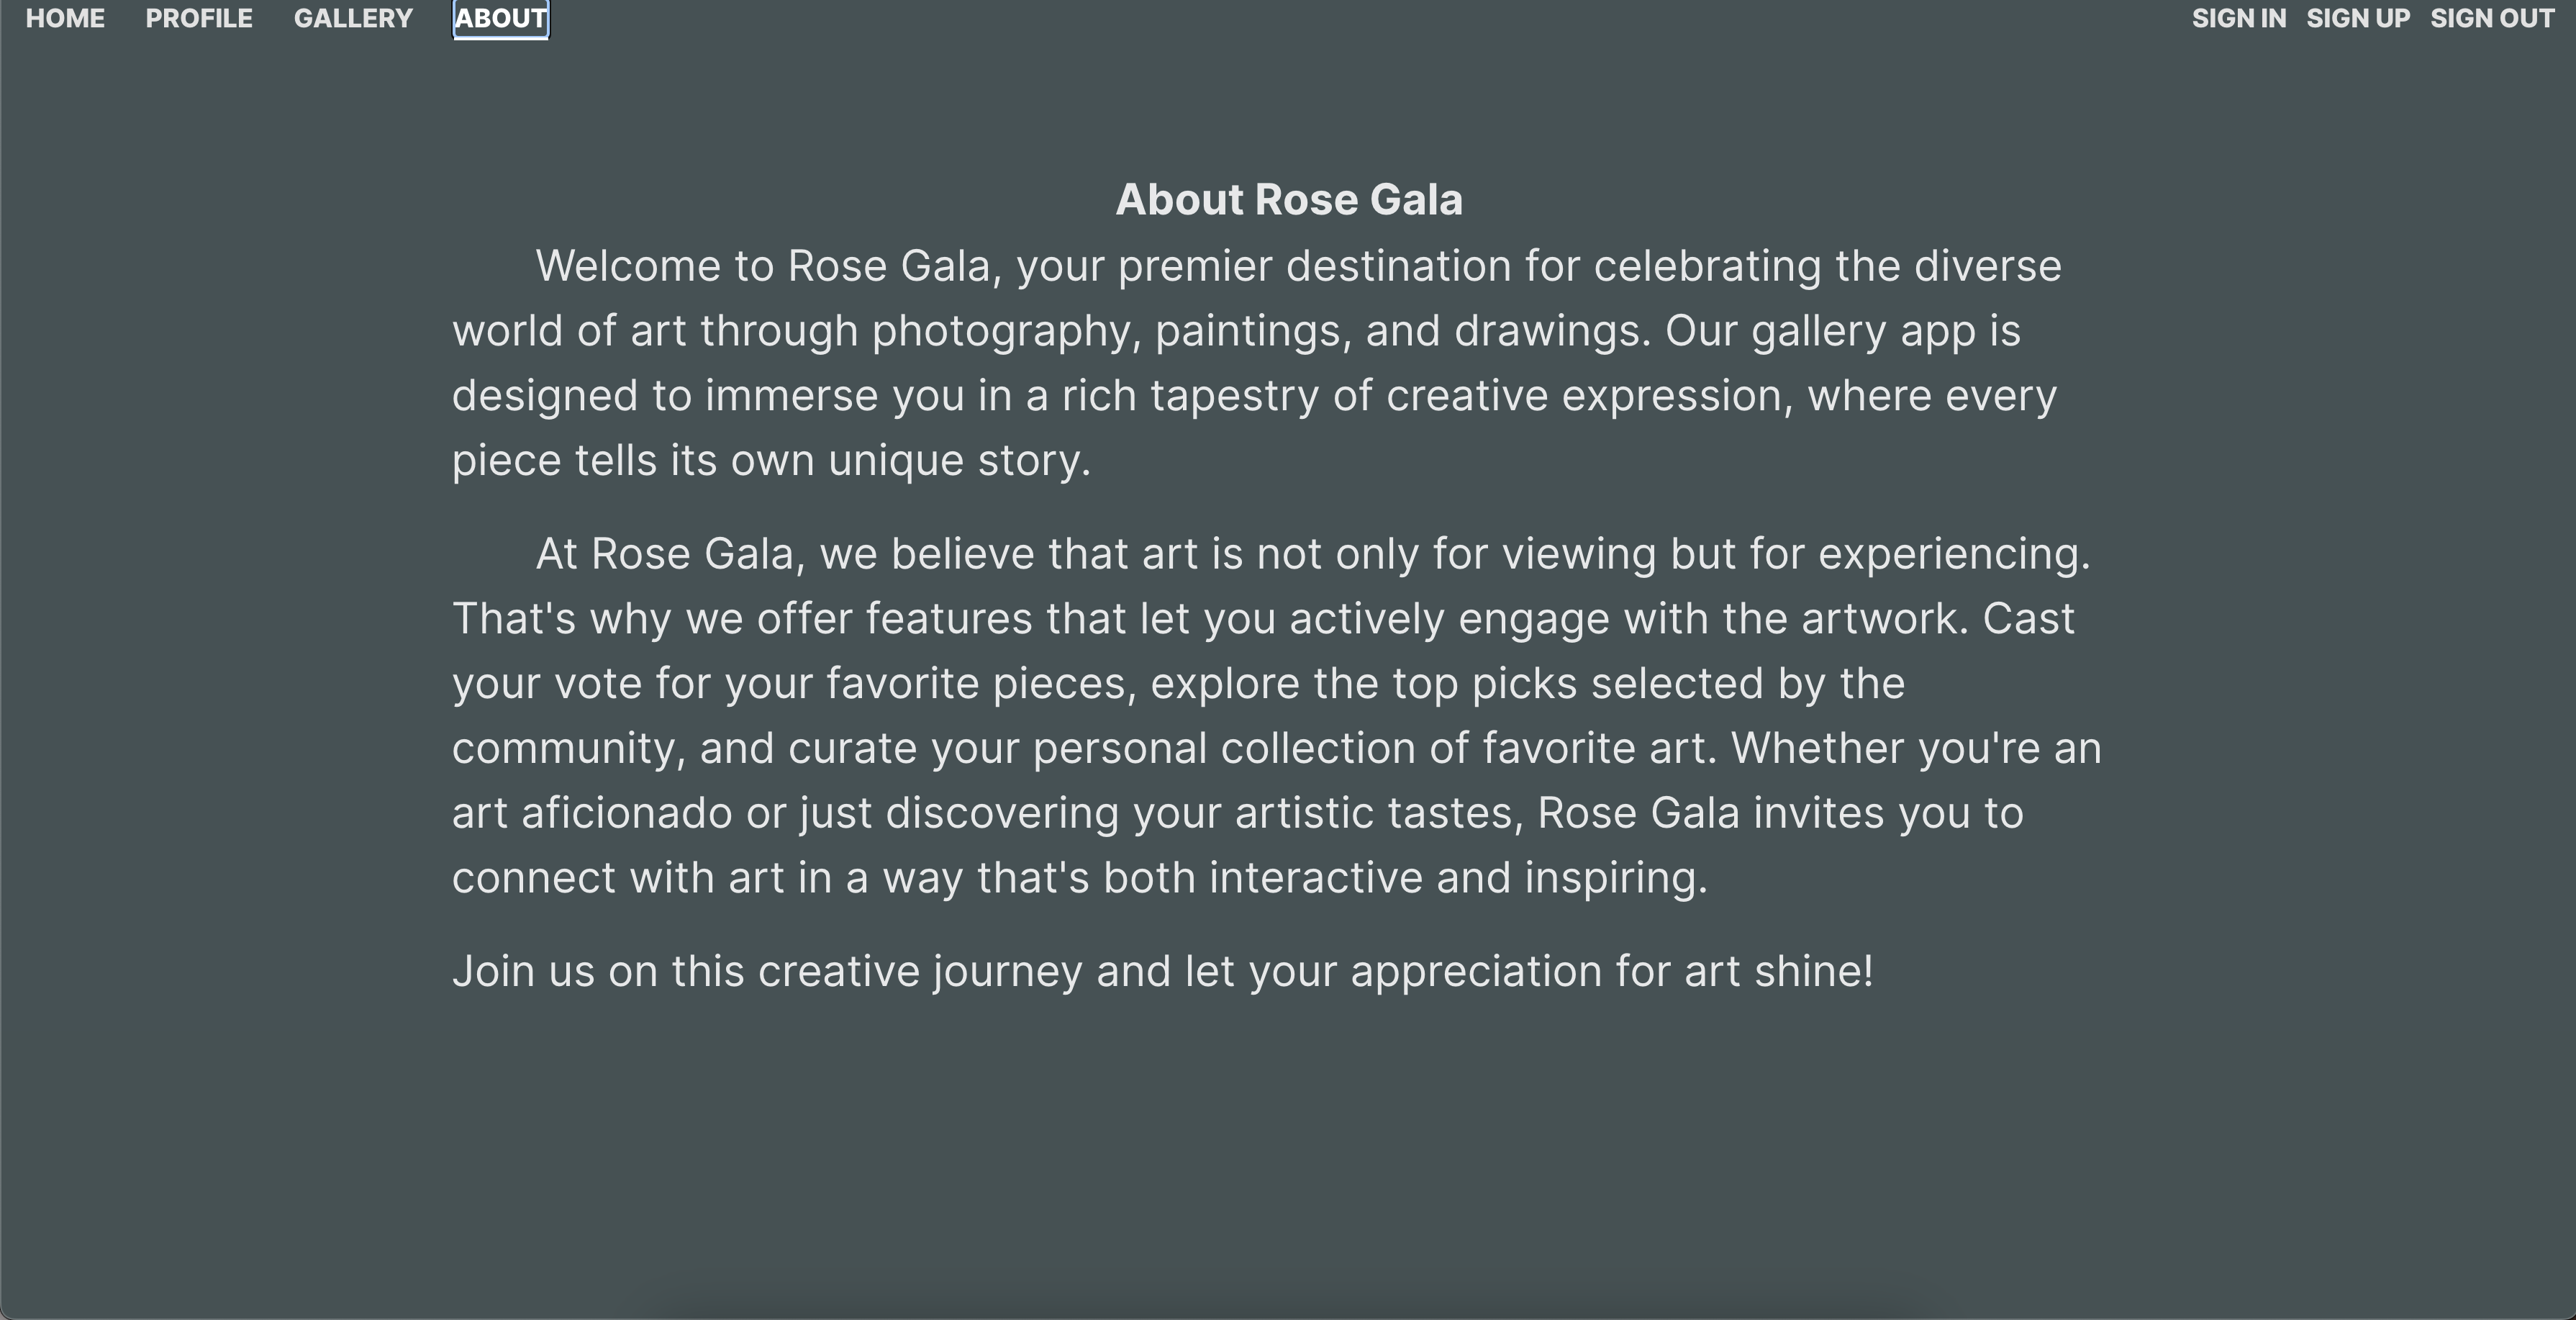 HOME PROFILE GALLERY ABOUT SIGN IN SIGN UP SIGN OUT
About Rose Gala
Welcome to Rose Gala, your premier destination for celebrating the diverse
world of art through photography, paintings, and drawings. Our gallery app is
designed to immerse you in a rich tapestry of creative expression, where every
piece tells its own unique story.
At Rose Gala, we believe that art is not only for viewing but for experiencing.
That's why we offer features that let you actively engage with the artwork. Cast
your vote for your favorite pieces, explore the top picks selected by the
community, and curate your personal collection of favorite art. Whether you're an
art aficionado or just discovering your artistic tastes, Rose Gala invites you to
connect with art in a way that's both interactive and inspiring.
Join us on this creative journey and let your appreciation for art shine!